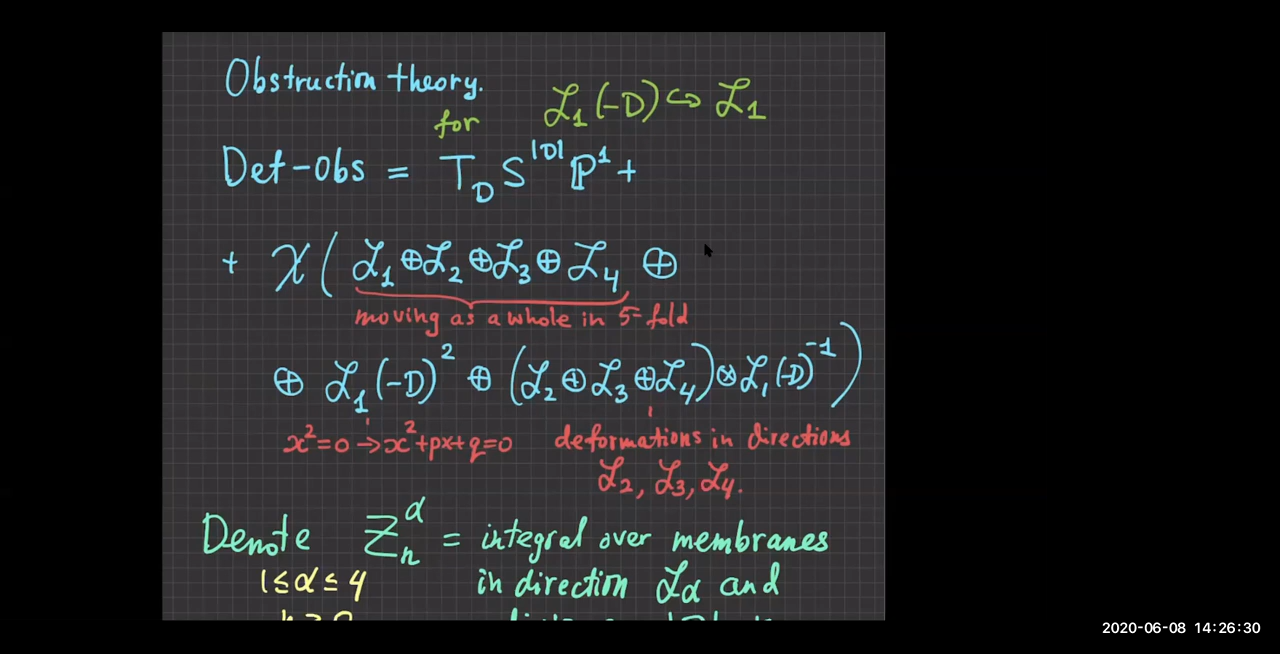 Obstruction theory.
for ℒ₁(-D) ↪ ℒ₁
Def-Obs = T_D S^{|D|} ℙ¹ +
+ χ( ℒ₁ ⊕ ℒ₂ ⊕ ℒ₃ ⊕ ℒ₄ ⊕
moving as a whole in 5-fold
⊕ ℒ₁(-D)² ⊕ (ℒ₂ ⊕ ℒ₃ ⊕ ℒ₄) ⊗ ℒ₁(-D)⁻¹ )
x²=0 → x²+px+q=0 deformations in directions
ℒ₂, ℒ₃, ℒ₄.
Denote Z_n^α = integral over membranes
1≤α≤4 in direction ℒα and
2020-06-08 14:26:30